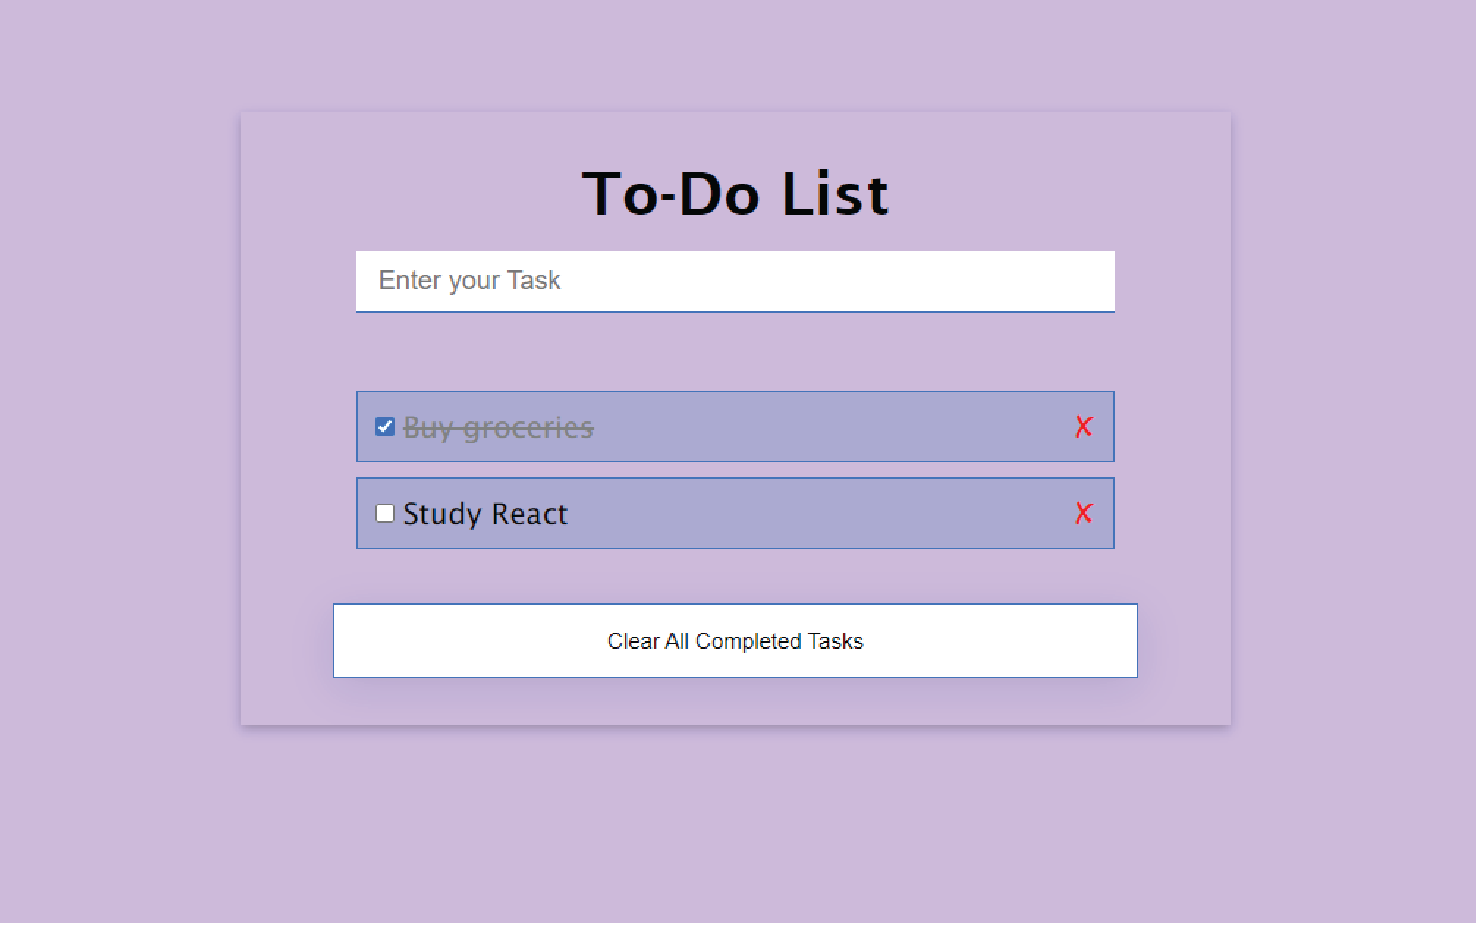 To-Do List
Enter your Task
Buy groceries
X
Study React
X
Clear All Completed Tasks